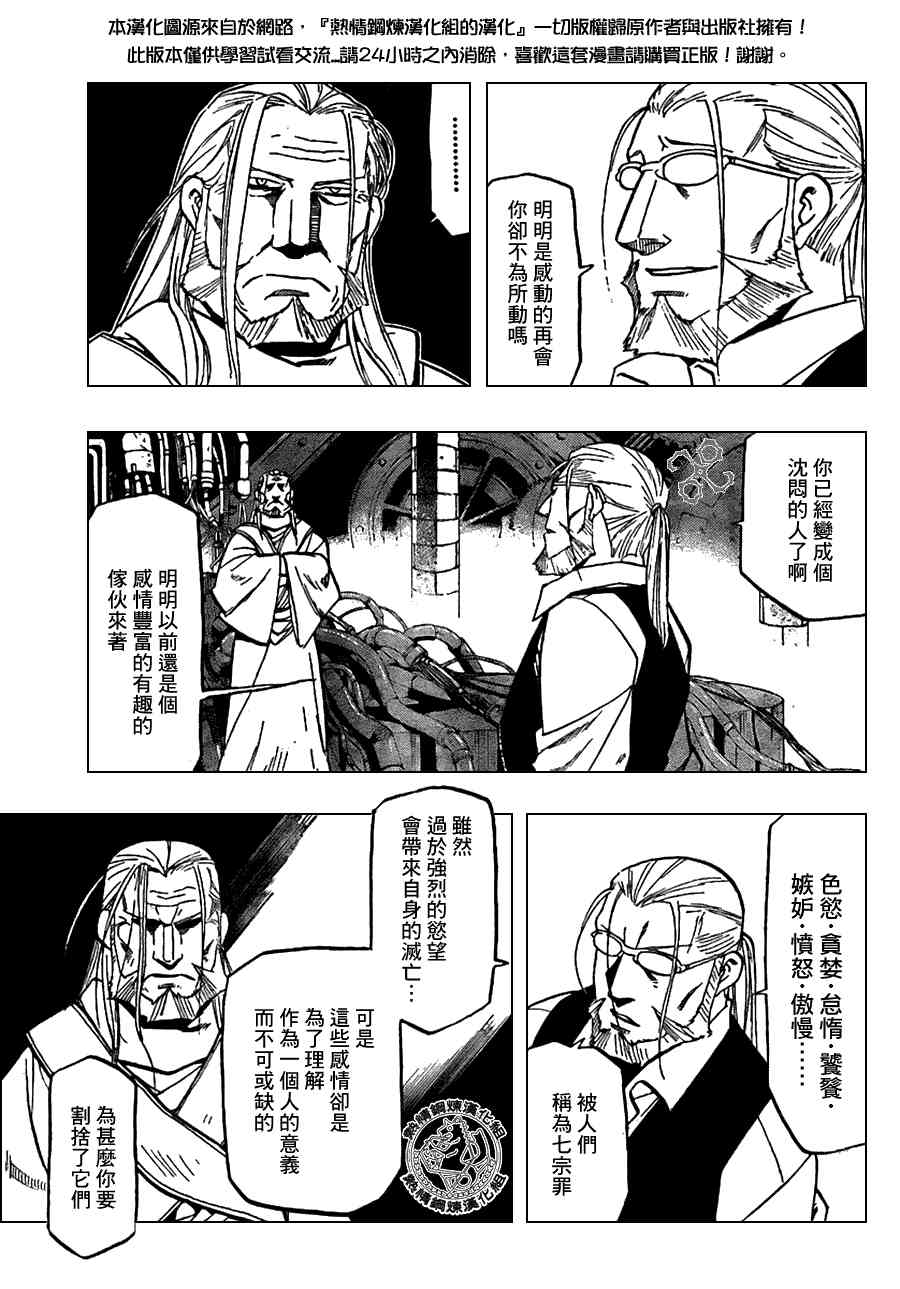 本漢化圖源來自於網路，『熱情鋼煉漢化組的漢化』一切版權歸原作者與出版社擁有！
此版本僅供學習試看交流...請24小時之內消除，喜歡這套漫畫請購買正版！謝謝。
明明是感動的再會
你卻不為所動嗎
………
你已經變成個
沈悶的人了啊
明明以前還是個
感情豐富的有趣的
傢伙來著
色慾·貪婪·怠惰·饕餮·
嫉妒·憤怒·傲慢……
被人們
稱為七宗罪
雖然
過於強烈的慾望
會帶來自身的滅亡…
可是
這些感情卻是
為了理解
作為一個人的意義
而不可或缺的
為甚麼你要
割捨了它們
熱情鋼煉漢化組
熱情鋼煉漢化組